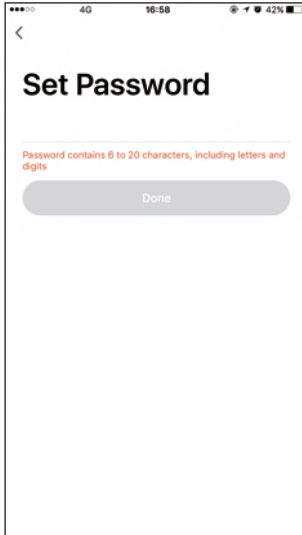 4G 16:58 42%
Set Password
Password contains 6 to 20 characters, including letters and
digits
Done